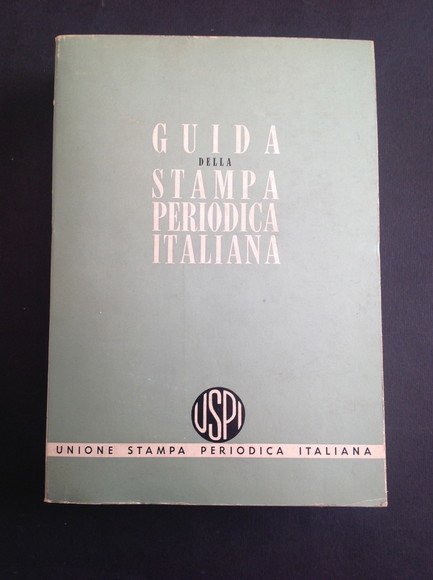 GUIDA
DELLA
STAMPA
PERIODICA
ITALIANA
USPI
UNIONE STAMPA PERIODICA ITALIANA